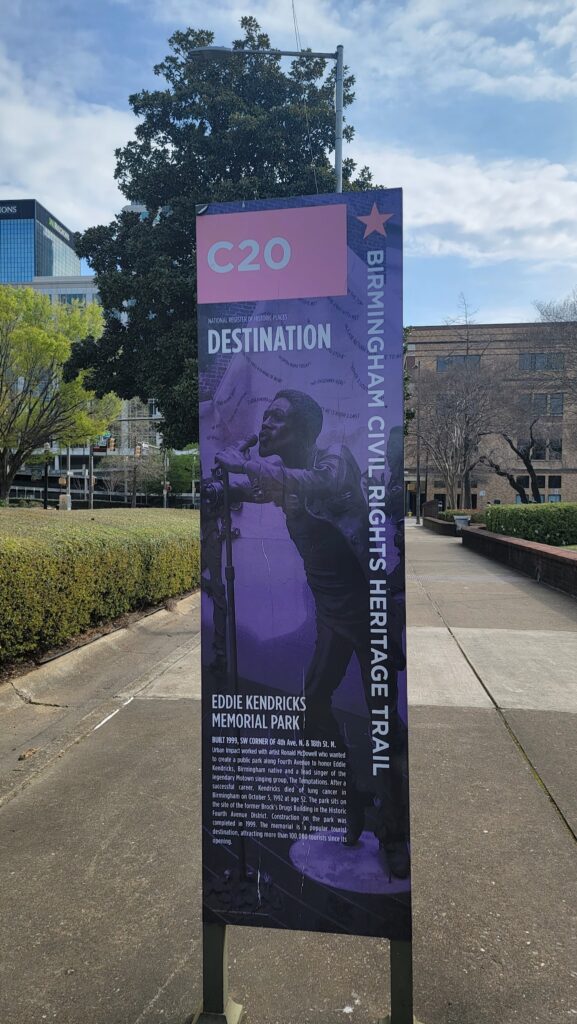 C20
NATIONAL REGISTER OF HISTORIC PLACES
DESTINATION
BIRMINGHAM CIVIL RIGHTS HERITAGE TRAIL
EDDIE KENDRICKS
MEMORIAL PARK
BUILT 1999, SW CORNER OF 4th Ave, N. & 18th St. N.
Urban Impact worked with artist Ronald McDowell who wanted
to create a public park along Fourth Avenue to honor Eddie
Kendricks, Birmingham native and a lead singer of the
legendary Motown singing group, The Temptations. After a
successful career, Kendricks died of lung cancer in
Birmingham on October 5, 1992 at age 52. The park sits on
the site of the former Brock's Drugs Building in the Historic
Fourth Avenue District. Construction on the park was
completed in 1999. The memorial is a popular tourist
destination, attracting more than 100,000 tourists since its
opening.